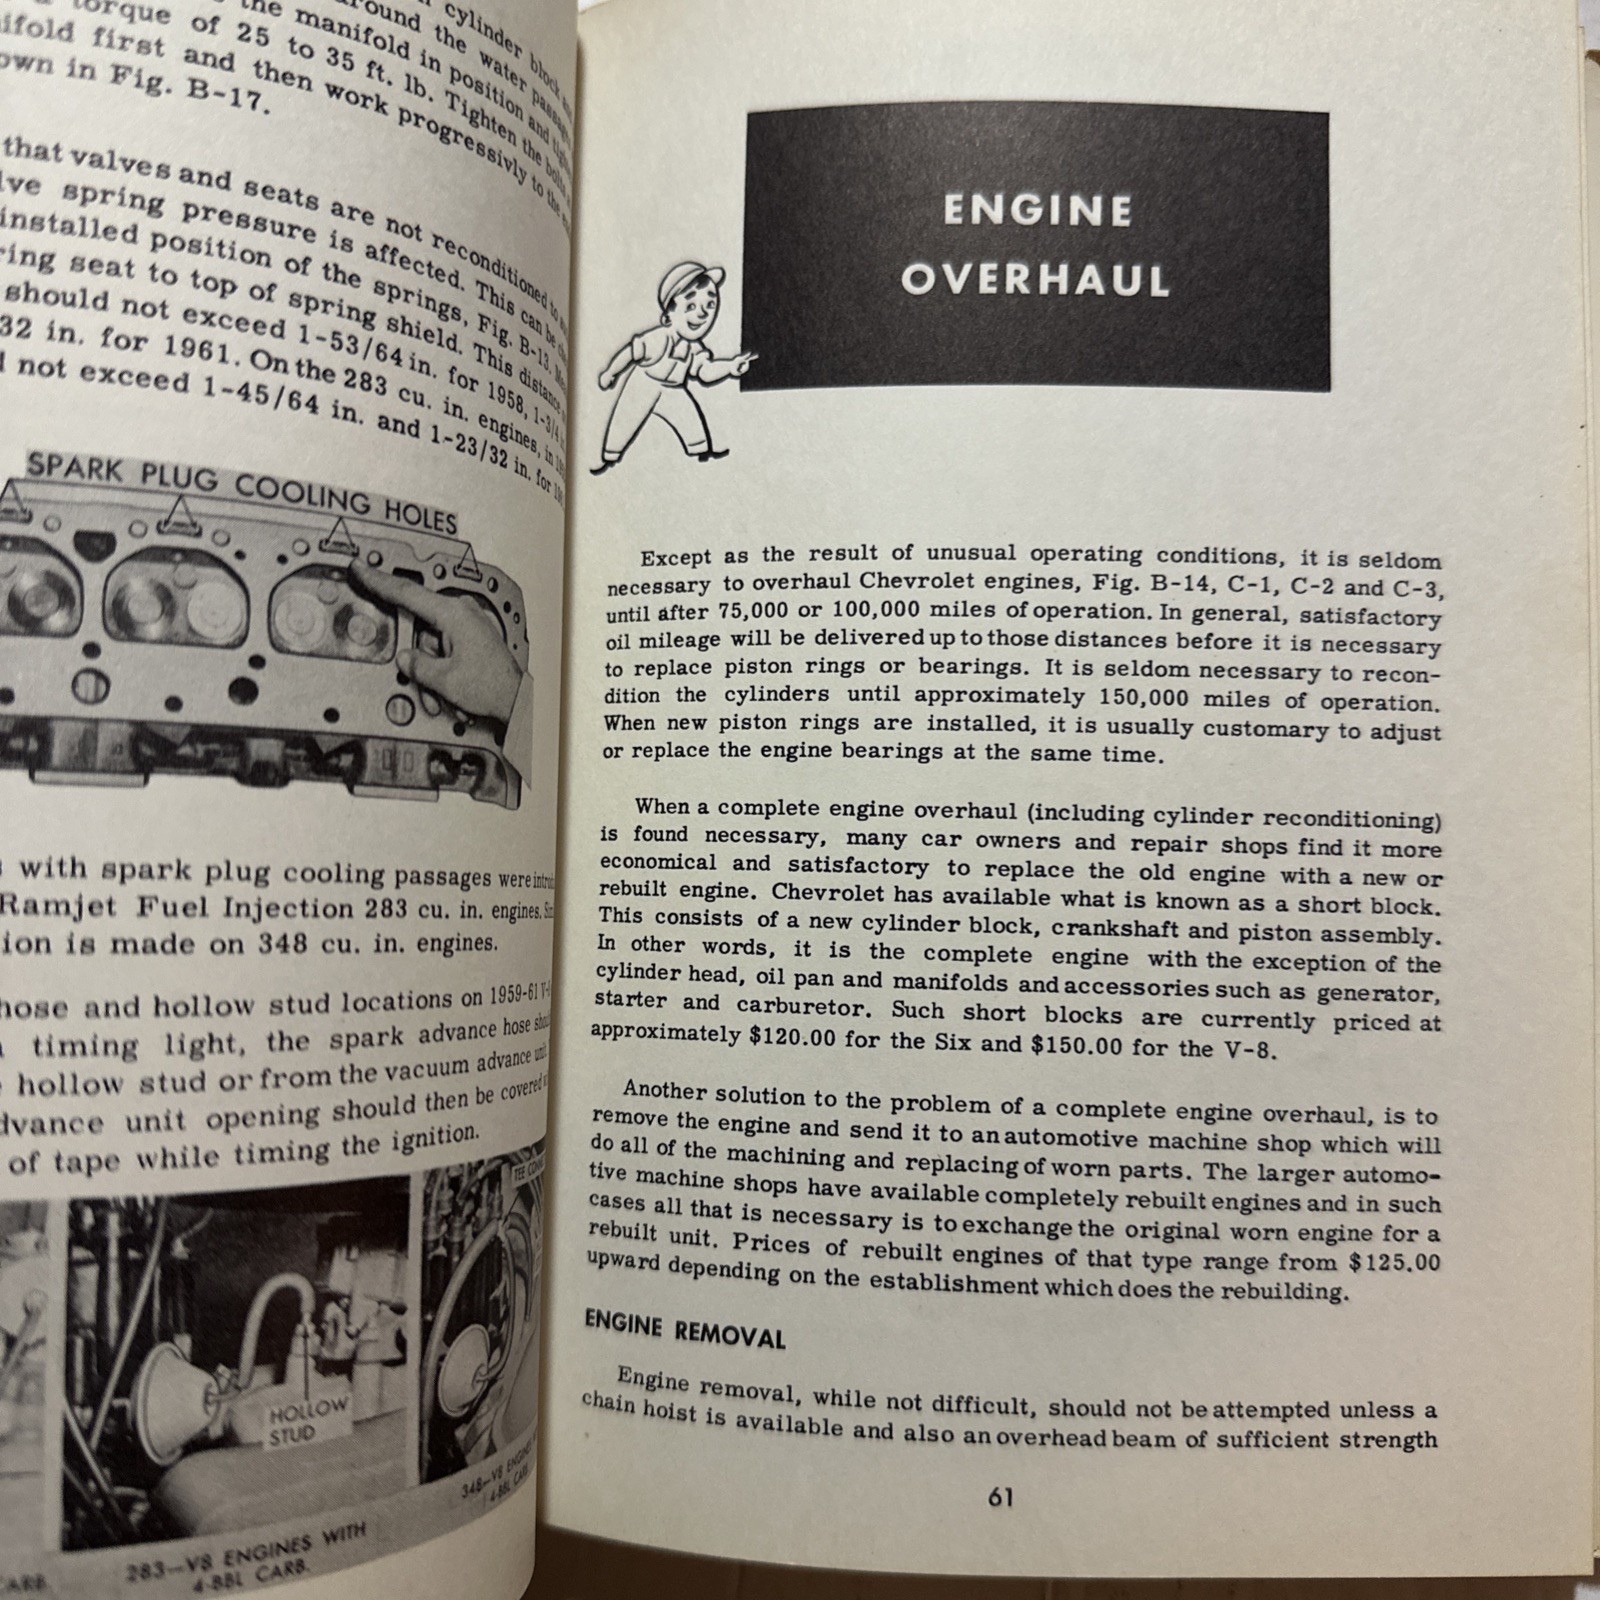 cylinder block
around the water
the manifold in position and
torque of 25 to 35 ft. lb. Tighten the bolts
first and then work progressivly to the
in Fig. B-17.
that valves and seats are not reconditioned to
spring pressure is affected. This can be
installed position of the springs, Fig. B-13.
seat to top of spring shield. This distance
should not exceed 1-53/64 in. for 1958, 1-3/4
32 in. for 1961. On the 283 cu. in. engines, in
not exceed 1-45/64 in. and 1-23/32 in. for
SPARK PLUG COOLING HOLES
with spark plug cooling passages were
Ramjet Fuel Injection 283 cu. in. engines.
is made on 348 cu. in. engines.
hose and hollow stud locations on 1959-61
timing light, the spark advance hose
hollow stud or from the vacuum advance unit
unit opening should then be covered
of tape while timing the ignition.
HOLLOW
STUD
283—V8 ENGINES WITH
4-BBL CARB.
348—V8 ENGINES
4-BBL CARB.
ENGINE
OVERHAUL
Except as the result of unusual operating conditions, it is seldom
necessary to overhaul Chevrolet engines, Fig. B-14, C-1, C-2 and C-3,
until after 75,000 or 100,000 miles of operation. In general, satisfactory
oil mileage will be delivered up to those distances before it is necessary
to replace piston rings or bearings. It is seldom necessary to recon-
dition the cylinders until approximately 150,000 miles of operation.
When new piston rings are installed, it is usually customary to adjust
or replace the engine bearings at the same time.
When a complete engine overhaul (including cylinder reconditioning)
is found necessary, many car owners and repair shops find it more
economical and satisfactory to replace the old engine with a new or
rebuilt engine. Chevrolet has available what is known as a short block.
This consists of a new cylinder block, crankshaft and piston assembly.
In other words, it is the complete engine with the exception of the
cylinder head, oil pan and manifolds and accessories such as generator,
starter and carburetor. Such short blocks are currently priced at
approximately $120.00 for the Six and $150.00 for the V-8.
Another solution to the problem of a complete engine overhaul, is to
remove the engine and send it to an automotive machine shop which will
do all of the machining and replacing of worn parts. The larger automo-
tive machine shops have available completely rebuilt engines and in such
cases all that is necessary is to exchange the original worn engine for a
rebuilt unit. Prices of rebuilt engines of that type range from $125.00
upward depending on the establishment which does the rebuilding.
ENGINE REMOVAL
Engine removal, while not difficult, should not be attempted unless a
chain hoist is available and also an overhead beam of sufficient strength
61